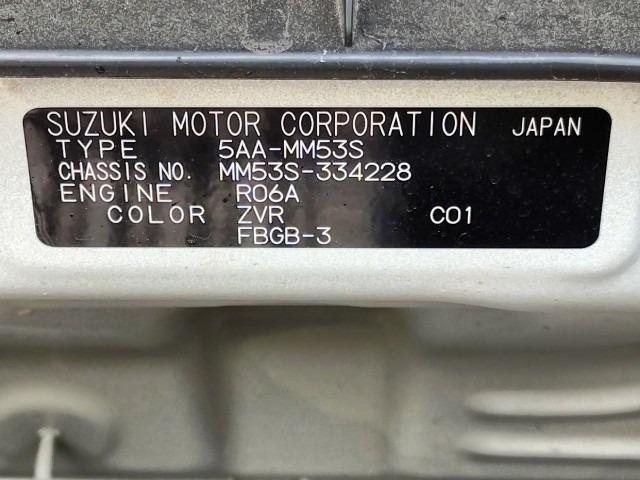 SUZUKI MOTOR CORPORATION JAPAN
TYPE 5AA-MM53S
CHASSIS NO. MM53S-334228
ENGINE R06A
COLOR ZVR C01
FBGB-3